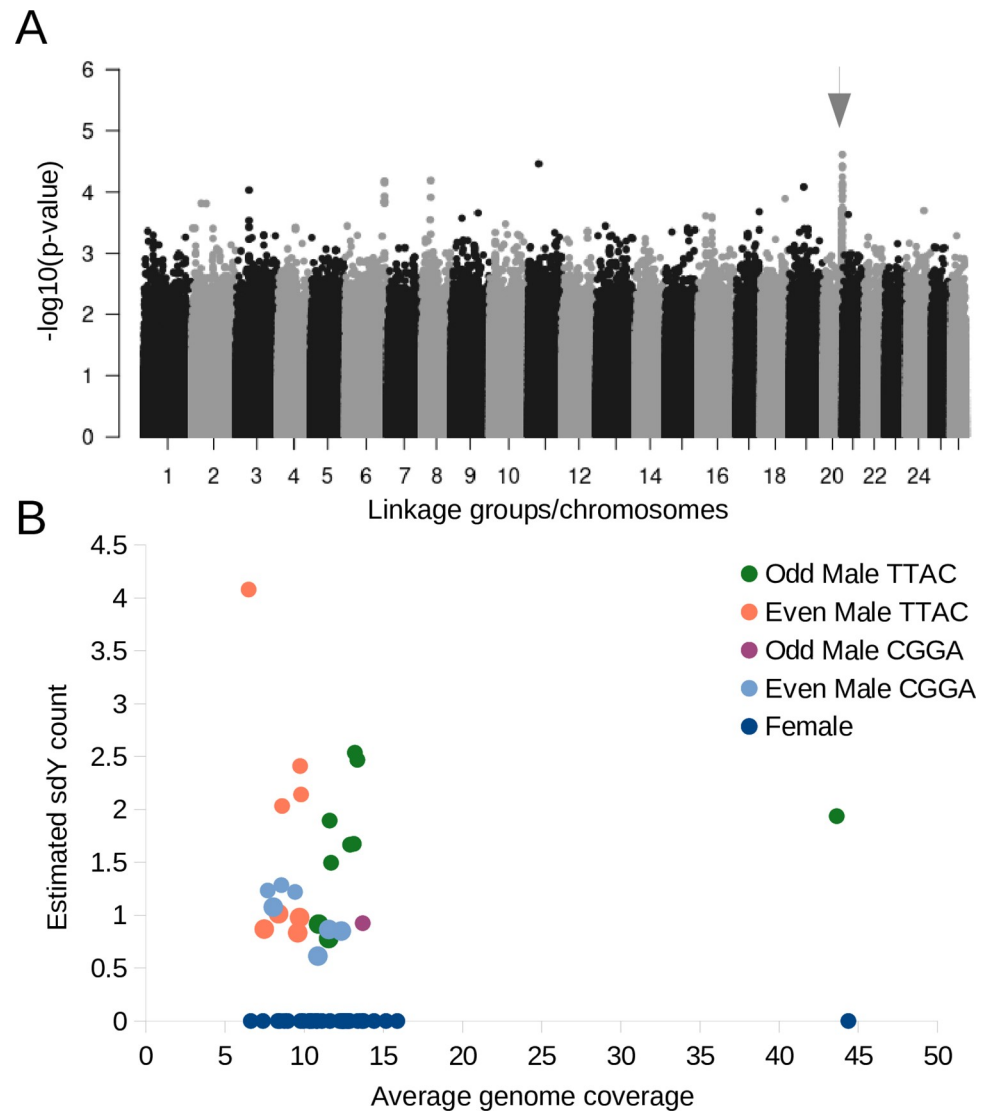 A
6
5
4
3
2
1
0
-log10(p-value)
1 2 3 4 5 6 7 8 9 10 12 14 16 18 20 22 24
Linkage groups/chromosomes
B
4.5
4
3.5
3
2.5
2
1.5
1
0.5
0
Estimated sdY count
Odd Male TTAC
Even Male TTAC
Odd Male CGGA
Even Male CGGA
Female
0 5 10 15 20 25 30 35 40 45 50
Average genome coverage